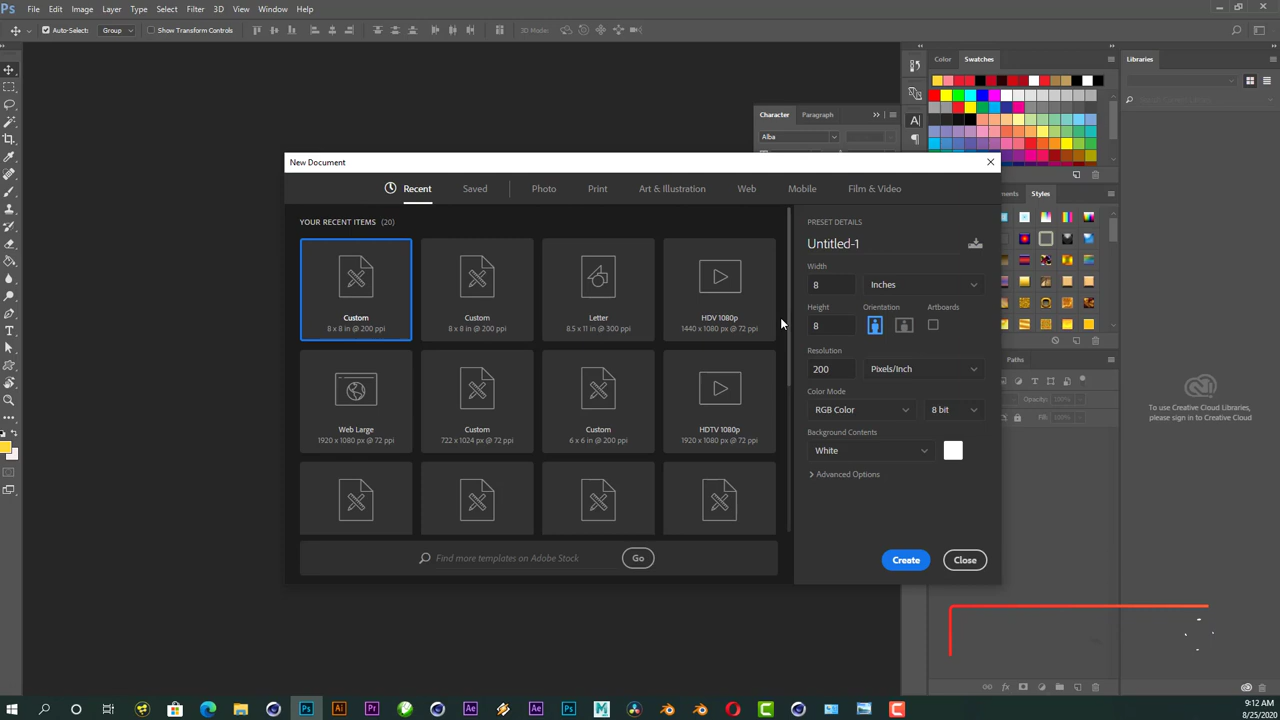 Ps File Edit Image Layer Type Select Filter 3D View Window Help
Auto-Select: Group Show Transform Controls 3D Mode:
Color Swatches Libraries
Character Paragraph
Alba
New Document
Recent Saved Photo Print Art & Illustration Web Mobile Film & Video
Styles
YOUR RECENT ITEMS (20)
Custom
8 x 8 in @ 200 ppi
Custom
8 x 8 in @ 200 ppi
Letter
8.5 x 11 in @ 300 ppi
HDV 1080p
1440 x 1080 px @ 72 ppi
Web Large
1920 x 1080 px @ 72 ppi
Custom
722 x 1024 px @ 72 ppi
Custom
6 x 6 in @ 200 ppi
HDTV 1080p
1920 x 1080 px @ 72 ppi
Find more templates on Adobe Stock Go
PRESET DETAILS
Untitled-1
Width
8 Inches
Height Orientation Artboards
8
Resolution
200 Pixels/Inch
Color Mode
RGB Color 8 bit
Background Contents
White
Advanced Options
Create Close
Paths
Opacity: 100%
Fill: 100%
To use Creative Cloud Libraries,
please sign in to Creative Cloud
9:12 AM
8/25/2020